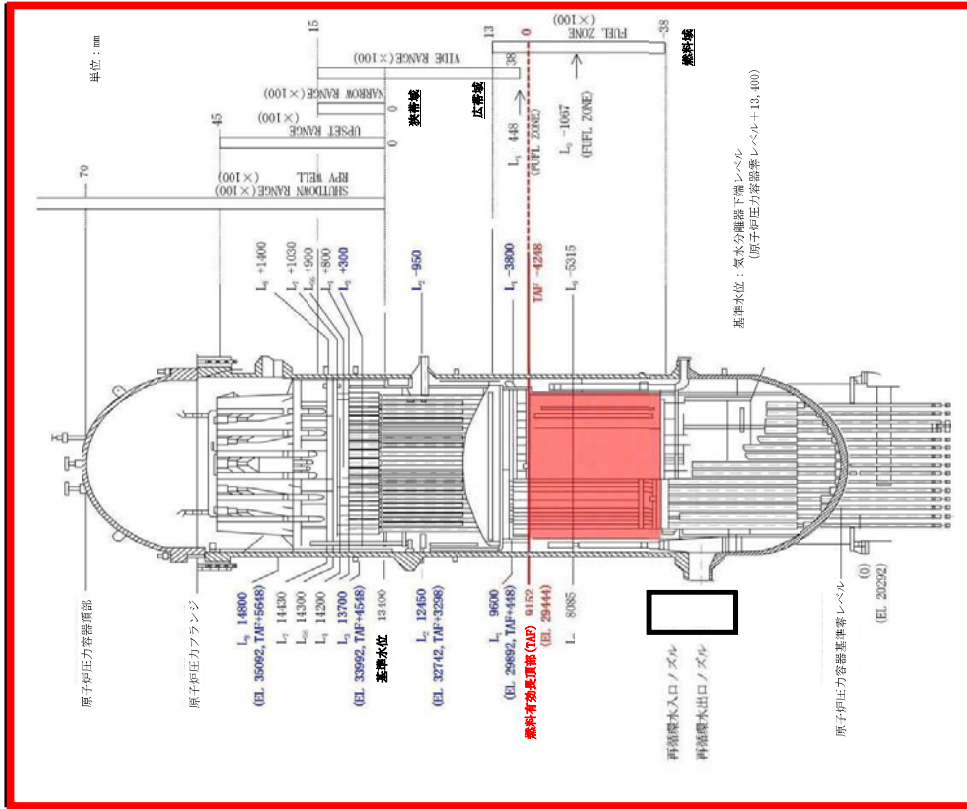 単位：mm
70
45
15
13
0
-38
SHUTDOWN RANGE
RPV WELL
(×100)
UPSET RANGE
(×100)
0
NARROW RANGE (×100)
0
狭帯域
WIDE RANGE (×100)
38
広帯域
FUEL ZONE
(×100)
燃料域
L₁ 448
(FUEL ZONE)
L₀ -1067
(FUEL ZONE)
L₈ +1400
L₇ +1030
+900
L₄ +800
L₃ +300
L₂ -950
L₁ -3800
TAF -4248
L₀ -5315
基準水位：気水分離器下端レベル
(原子炉圧力容器零レベル＋13,400)
原子炉圧力容器頂部
原子炉圧力フランジ
L₈ 14800
(EL 35092, TAF+5648)
L₇ 14430
14300
L₄ 14200
L₃ 13700
(EL 33992, TAF+4548)
基準水位 13400
L₂ 12450
(EL 32742, TAF+3298)
L₁ 9600
(EL 29892, TAF+448)
燃料有効長頂部(TAF) 9152
(EL 29444)
8085
再循環水入口ノズル
再循環水出口ノズル
原子炉圧力容器基準零レベル
(0)
(EL 20292)